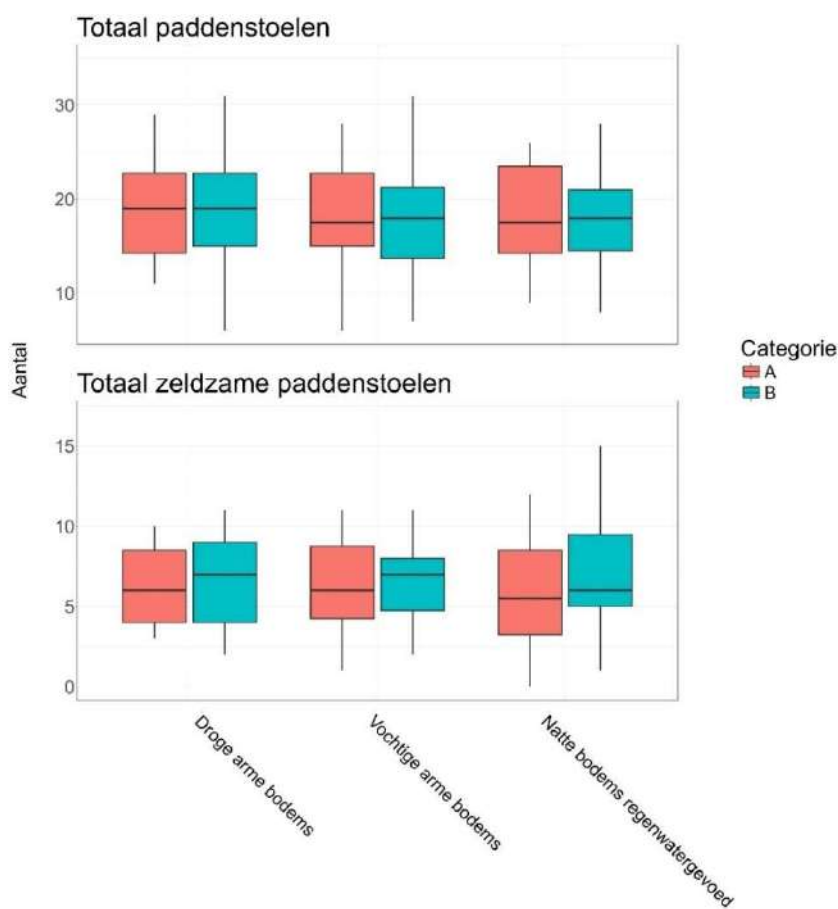 Totaal paddenstoelen
30
20
10
Aantal
Totaal zeldzame paddenstoelen
15
10
5
0
Droge arme bodems
Vochtige arme bodems
Natte bodems regenwatergevoed
Categorie
A
B